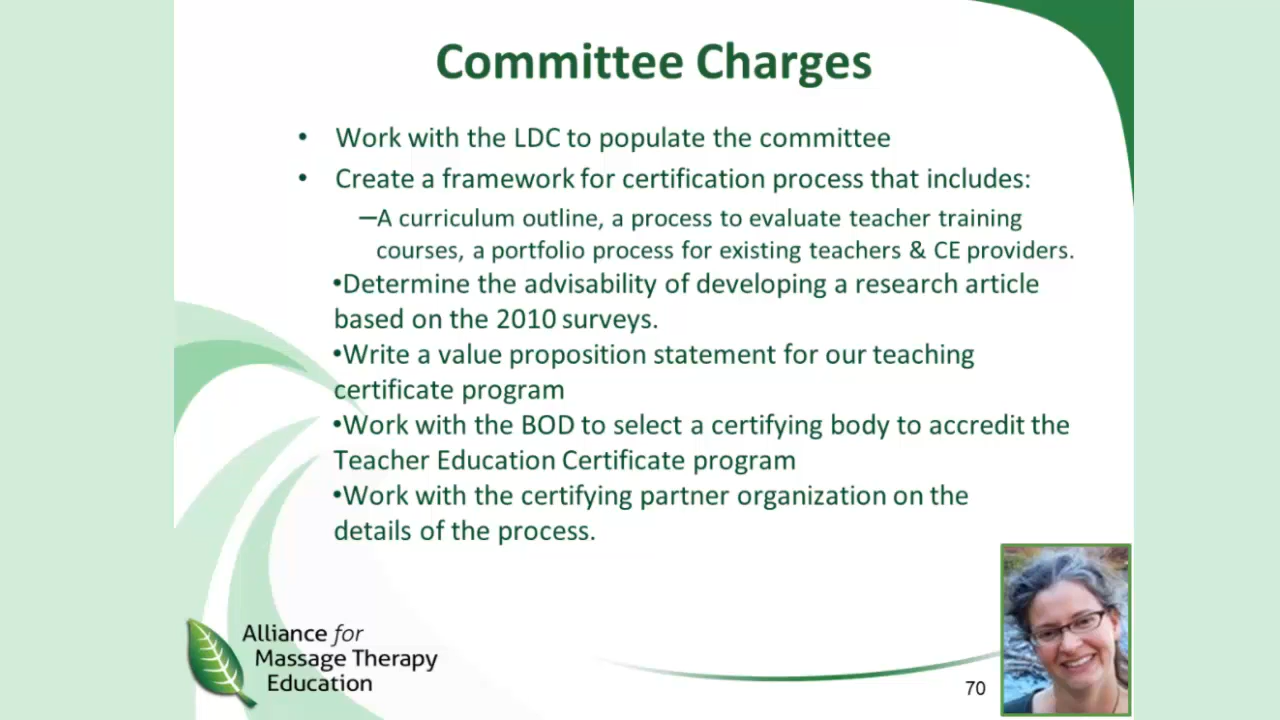 Committee Charges
• Work with the LDC to populate the committee
• Create a framework for certification process that includes:
–A curriculum outline, a process to evaluate teacher training
courses, a portfolio process for existing teachers & CE providers.
•Determine the advisability of developing a research article
based on the 2010 surveys.
•Write a value proposition statement for our teaching
certificate program
•Work with the BOD to select a certifying body to accredit the
Teacher Education Certificate program
•Work with the certifying partner organization on the
details of the process.
Alliance for
Massage Therapy
Education
70